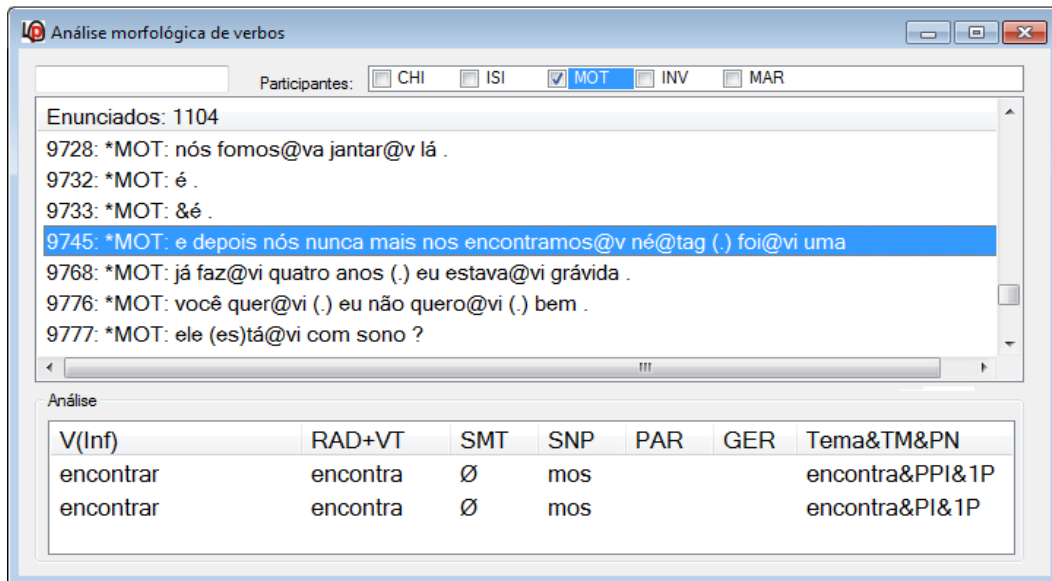 Análise morfológica de verbos
Participantes: CHI ISI MOT INV MAR
Enunciados: 1104
9728: *MOT: nós fomos@va jantar@v lá .
9732: *MOT: é .
9733: *MOT: &é .
9745: *MOT: e depois nós nunca mais nos encontramos@v né@tag (.) foi@vi uma
9768: *MOT: já faz@vi quatro anos (.) eu estava@vi grávida .
9776: *MOT: você quer@vi (.) eu não quero@vi (.) bem .
9777: *MOT: ele (es)tá@vi com sono ?
Análise
V(Inf) RAD+VT SMT SNP PAR GER Tema&TM&PN
encontrar encontra Ø mos encontra&PPI&1P
encontrar encontra Ø mos encontra&PI&1P